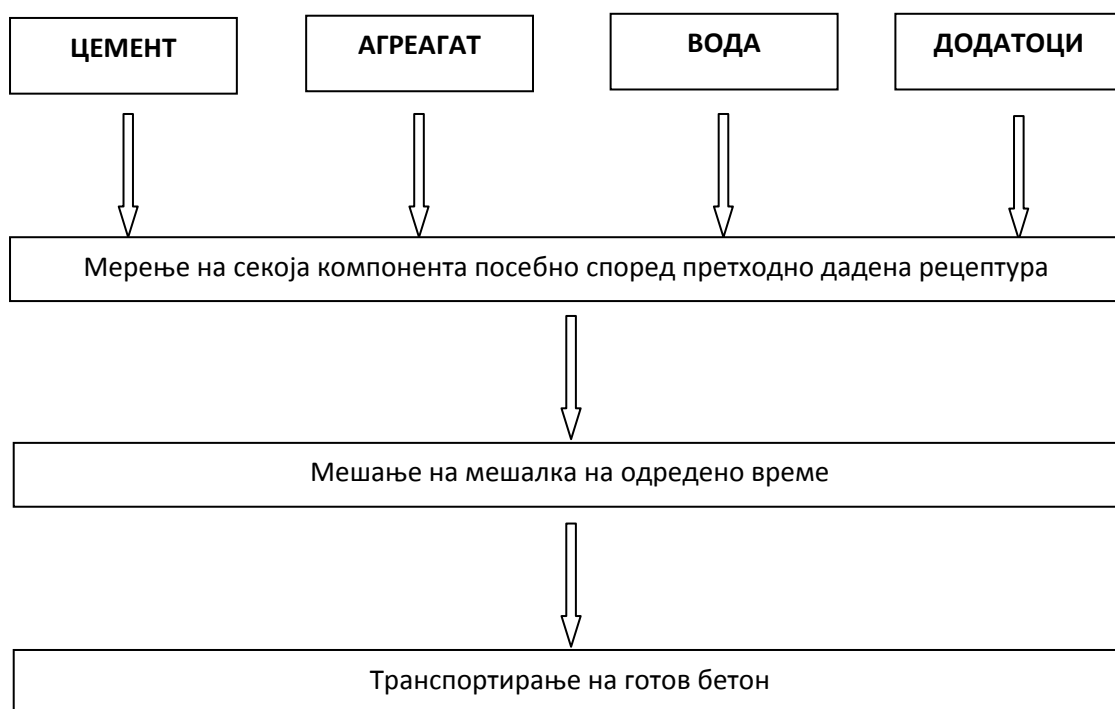 ЦЕМЕНТ
АГРЕАГАТ
ВОДА
ДОДАТОЦИ
Мерење на секоја компонента посебно според претходно дадена рецептура
Мешање на мешалка на одредено време
Транспортирање на готов бетон